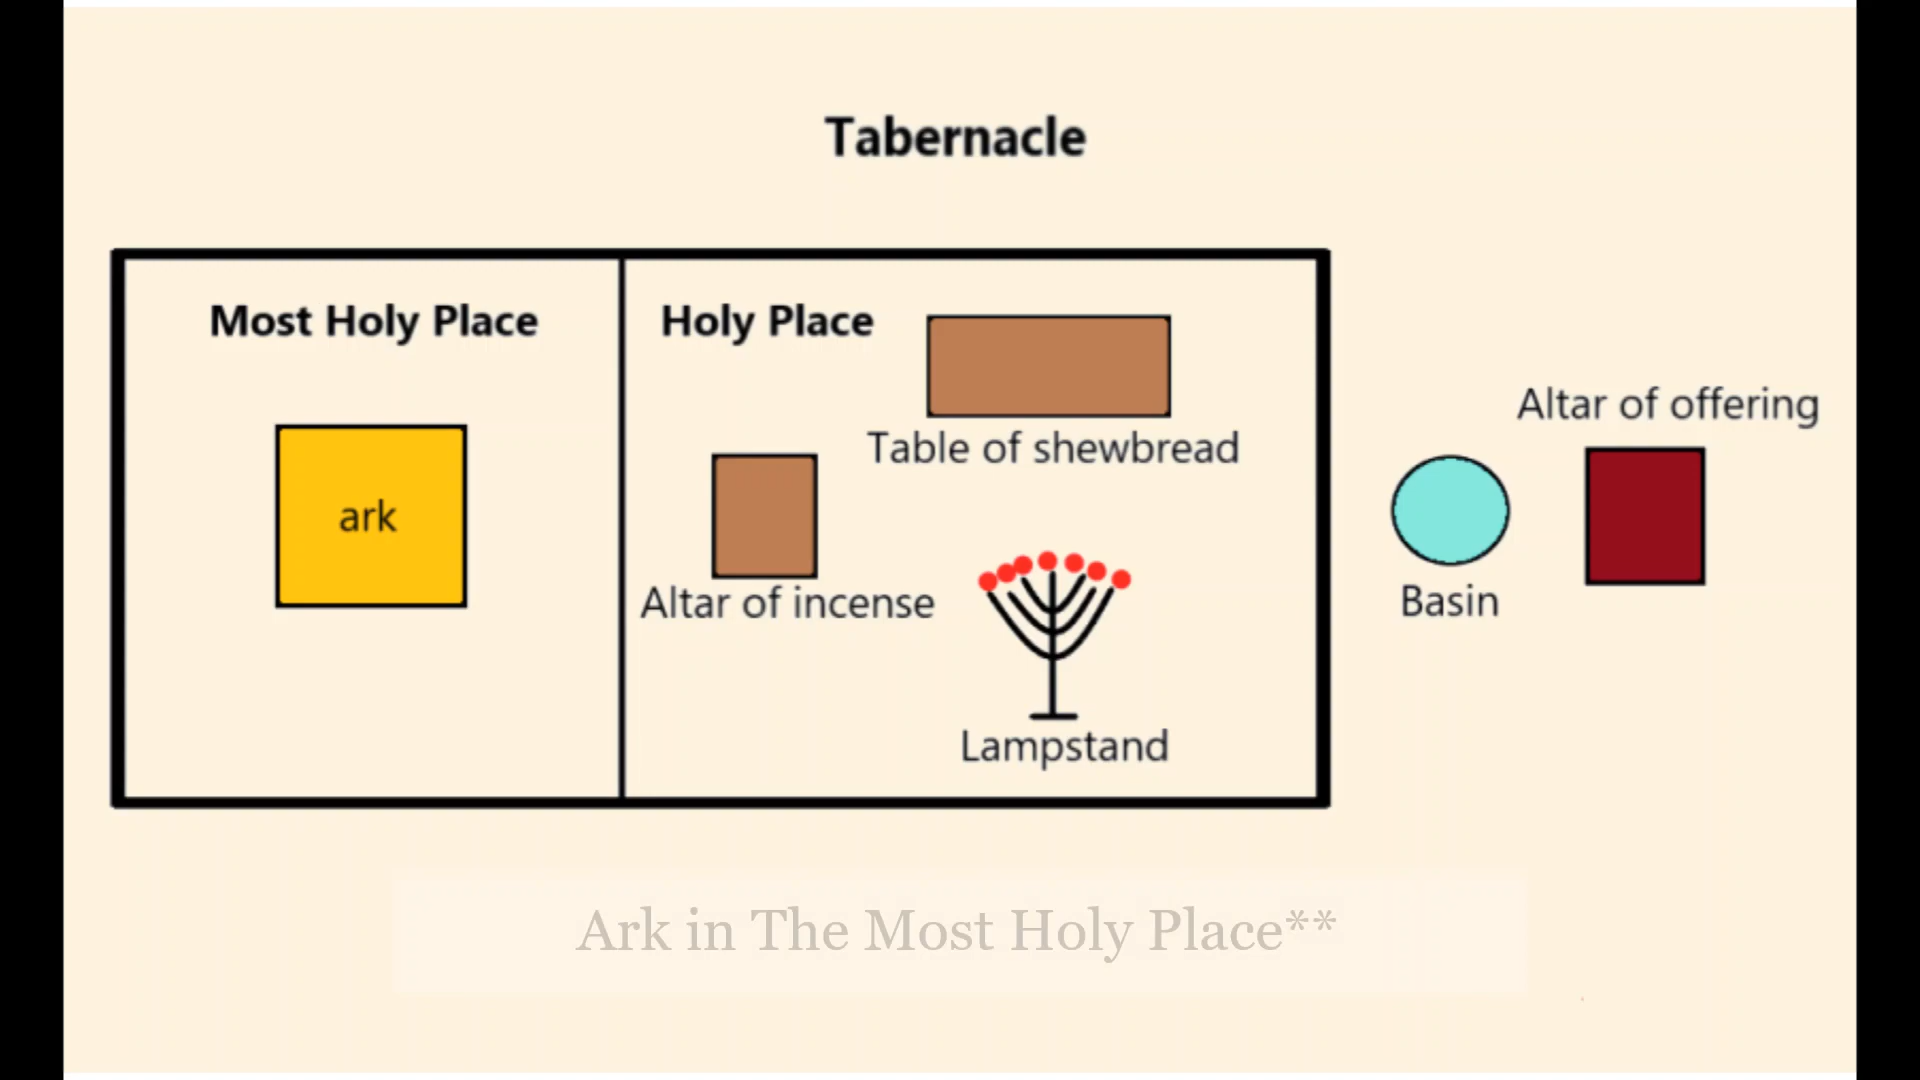 Tabernacle
Most Holy Place
Holy Place
ark
Table of shewbread
Altar of incense
Lampstand
Altar of offering
Basin
Ark in The Most Holy Place**